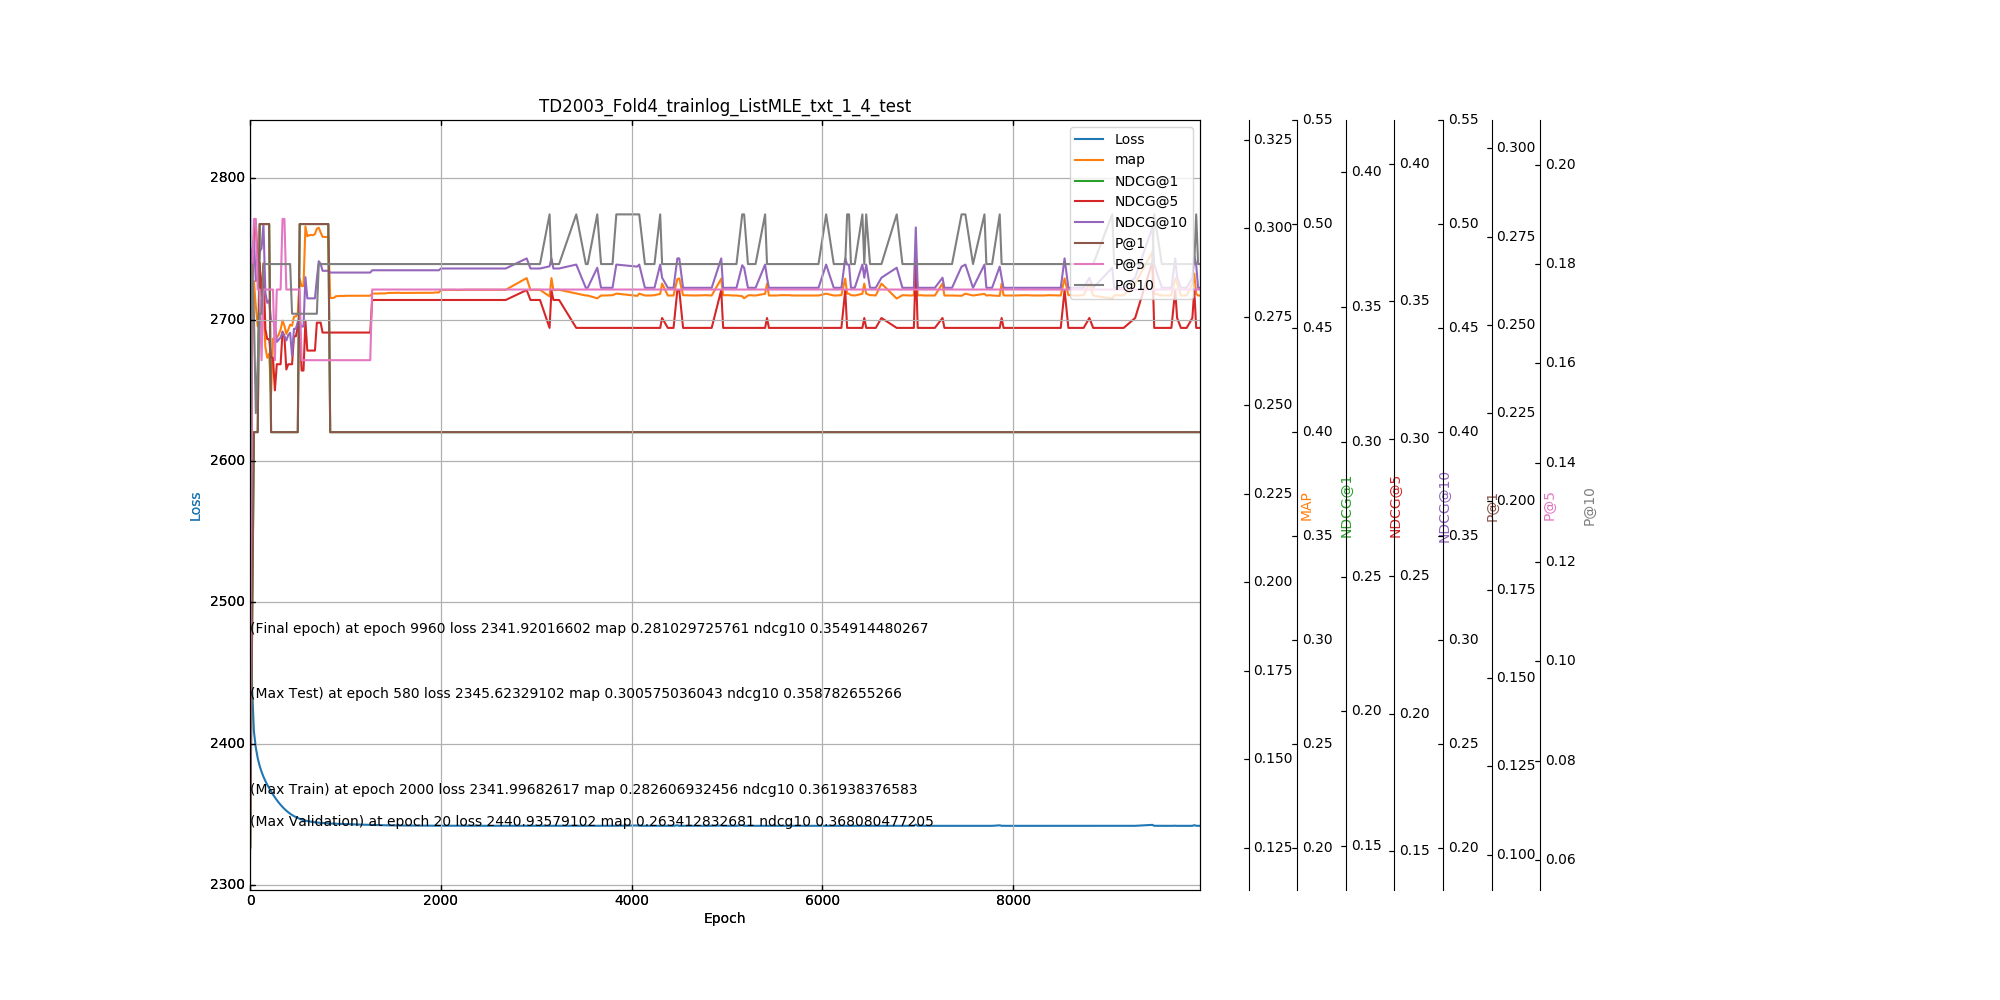 TD2003_Fold4_trainlog_ListMLE_txt_1_4_test
Loss
map
NDCG@1
NDCG@5
NDCG@10
P@1
P@5
P@10
2800
2700
2600
2500
2400
2300
Loss
(Final epoch) at epoch 9960 loss 2341.92016602 map 0.281029725761 ndcg10 0.354914480267
(Max Test) at epoch 580 loss 2345.62329102 map 0.300575036043 ndcg10 0.358782655266
(Max Train) at epoch 2000 loss 2341.99682617 map 0.282606932456 ndcg10 0.361938376583
(Max Validation) at epoch 20 loss 2440.93579102 map 0.263412832681 ndcg10 0.368080477205
0 2000 4000 6000 8000
Epoch
0.325
0.300
0.275
0.250
0.225
0.200
0.175
0.150
0.125
MAP
0.55
0.50
0.45
0.40
0.35
0.30
0.25
0.20
NDCG@1
0.40
0.35
0.30
0.25
0.20
0.15
NDCG@5
0.40
0.35
0.30
0.25
0.20
0.15
NDCG@10
0.55
0.50
0.45
0.40
0.35
0.30
0.25
0.20
P@1
0.300
0.275
0.250
0.225
0.200
0.175
0.150
0.125
0.100
P@5
0.20
0.18
0.16
0.14
0.12
0.10
0.08
0.06
P@10